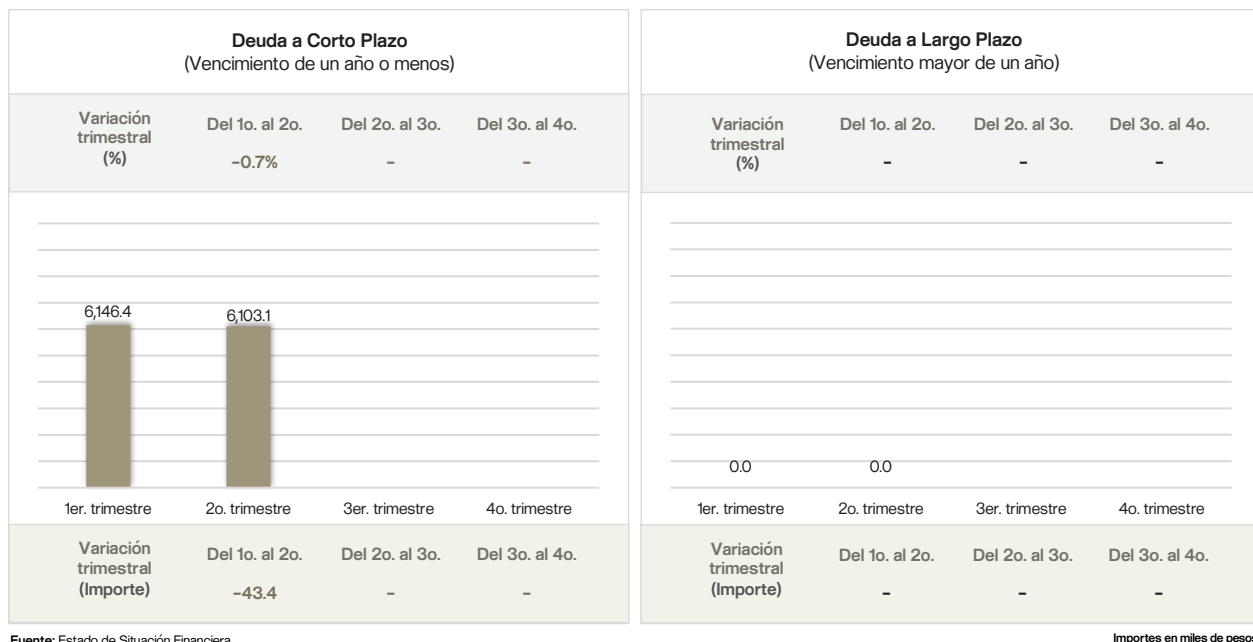 Deuda a Corto Plazo
(Vencimiento de un año o menos)
Variación trimestral (%)
Del 1o. al 2o.
Del 2o. al 3o.
Del 3o. al 4o.
-0.7%
-
-
6,146.4
6,103.1
1er. trimestre
2o. trimestre
3er. trimestre
4o. trimestre
Variación trimestral (Importe)
Del 1o. al 2o.
Del 2o. al 3o.
Del 3o. al 4o.
-43.4
-
-
Deuda a Largo Plazo
(Vencimiento mayor de un año)
Variación trimestral (%)
Del 1o. al 2o.
Del 2o. al 3o.
Del 3o. al 4o.
-
-
-
0.0
0.0
1er. trimestre
2o. trimestre
3er. trimestre
4o. trimestre
Variación trimestral (Importe)
Del 1o. al 2o.
Del 2o. al 3o.
Del 3o. al 4o.
-
-
-
Fuente: Estado de Situación Financiera
Importes en miles de pesos